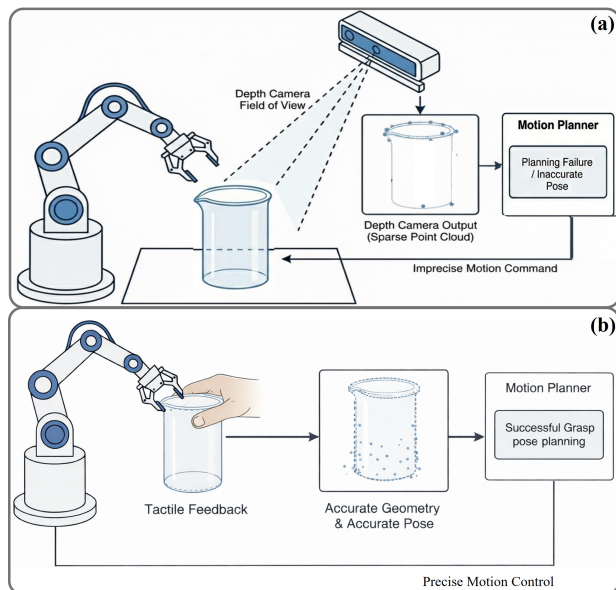 (a)
Depth Camera
Field of View
Motion Planner
Planning Failure
/ Inaccurate
Pose
Depth Camera Output
(Sparse Point Cloud)
Imprecise Motion Command
(b)
Motion Planner
Successful Grasp
pose planning
Tactile Feedback
Accurate Geometry
& Accurate Pose
Precise Motion Control